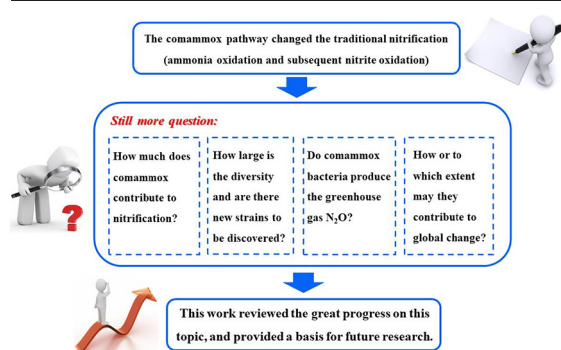 The comammox pathway changed the traditional nitrification
(ammonia oxidation and subsequent nitrite oxidation)
Still more question:
How much does
comammox
contribute to
nitrification?
How large is
the diversity
and are there
new strains to
be discovered?
Do comammox
bacteria produce
the greenhouse
gas N₂O?
How or to
which extent
may they
contribute to
global change?
?
This work reviewed the great progress on this
topic, and provided a basis for future research.